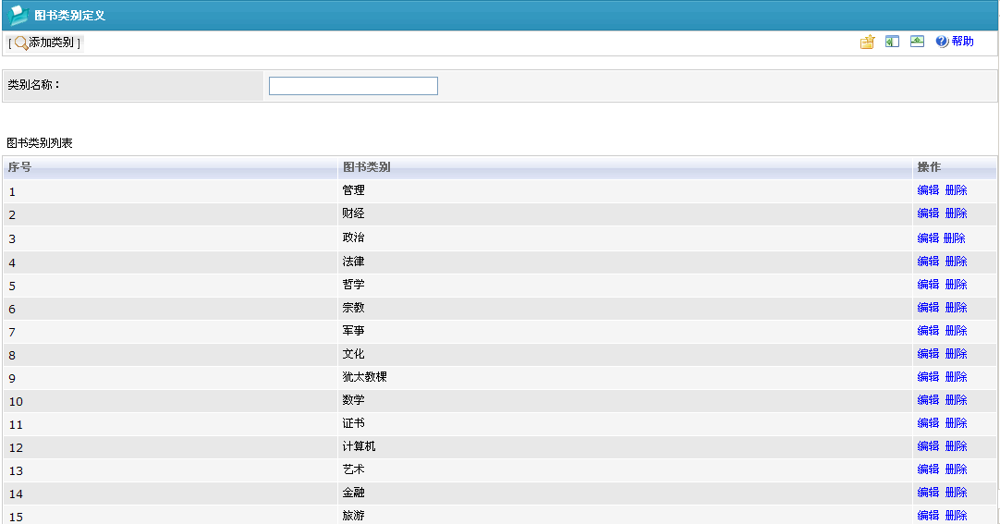 图书类别定义
[ 添加类别 ] 帮助
类别名称：
图书类别列表
序号 图书类别 操作
1 管理 编辑 删除
2 财经 编辑 删除
3 政治 编辑 删除
4 法律 编辑 删除
5 哲学 编辑 删除
6 宗教 编辑 删除
7 军事 编辑 删除
8 文化 编辑 删除
9 犹太教棵 编辑 删除
10 数学 编辑 删除
11 证书 编辑 删除
12 计算机 编辑 删除
13 艺术 编辑 删除
14 金融 编辑 删除
15 旅游 编辑 删除